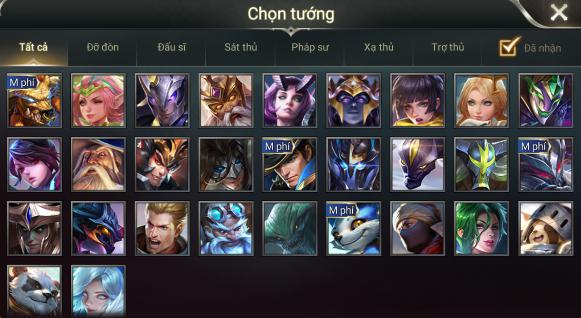 Chọn tướng
Tất cả Đỡ đòn Đấu sĩ Sát thủ Pháp sư Xạ thủ Trợ thủ Đã nhận
M phí
M phí M phí
M phí